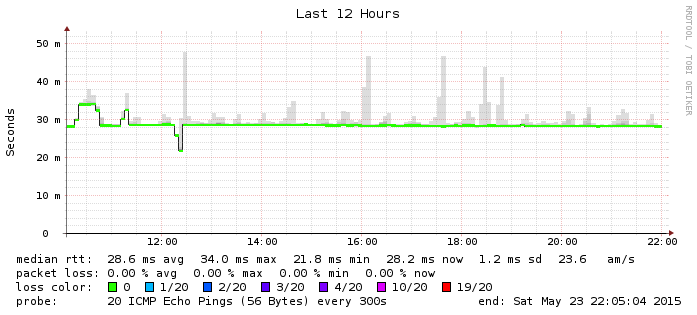 Last 12 Hours
RRDTOOL / TOBI OETIKER
Seconds
50 m
40 m
30 m
20 m
10 m
0
12:00 14:00 16:00 18:00 20:00 22:00
median rtt: 28.6 ms avg 34.0 ms max 21.8 ms min 28.2 ms now 1.2 ms sd 23.6 am/s
packet loss: 0.00 % avg 0.00 % max 0.00 % min 0.00 % now
loss color: 0 1/20 2/20 3/20 4/20 10/20 19/20
probe: 20 ICMP Echo Pings (56 Bytes) every 300s end: Sat May 23 22:05:04 2015